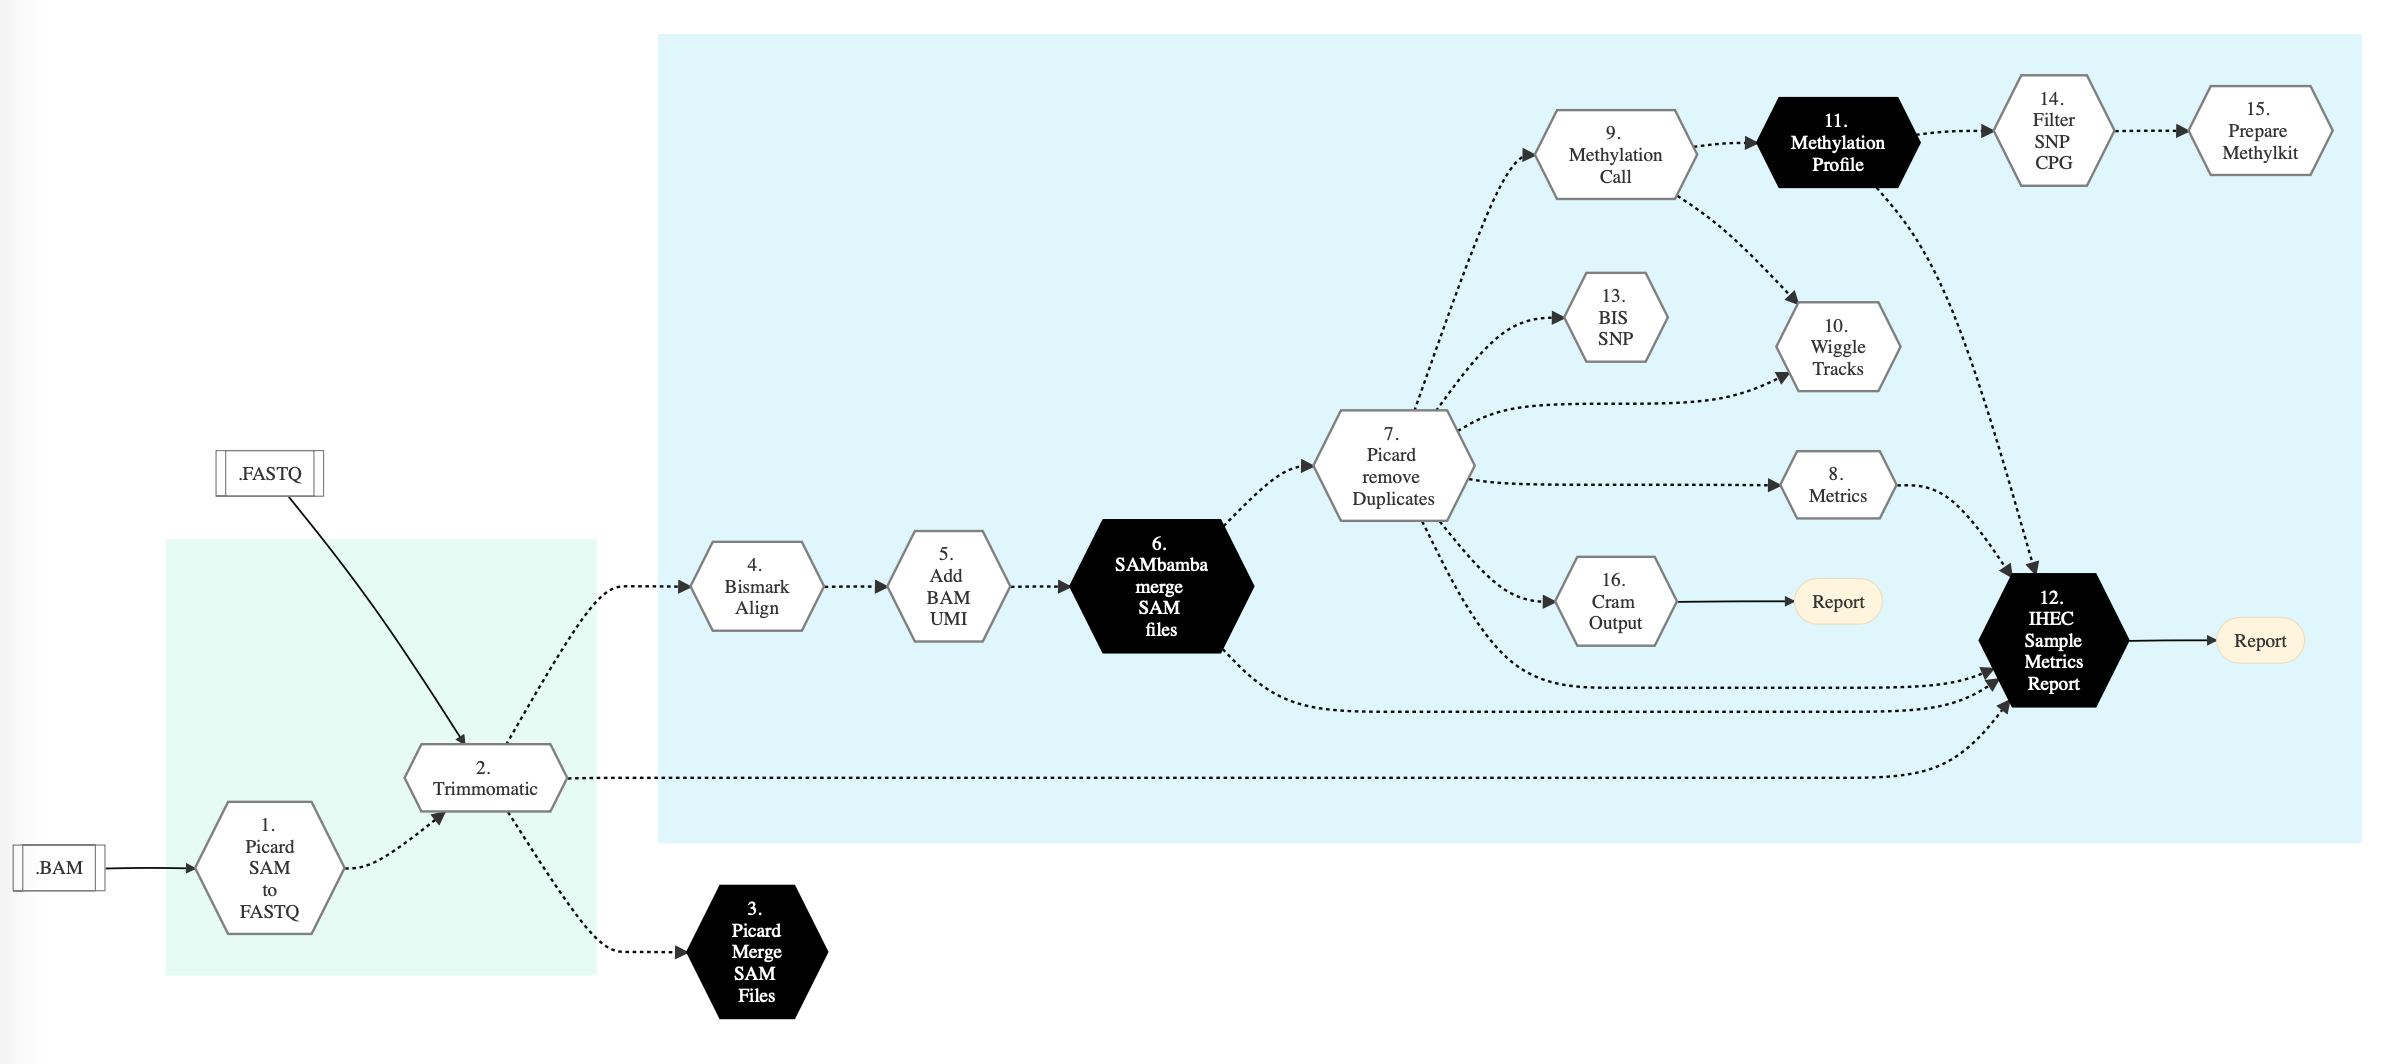 .BAM
.FASTQ
1.
Picard
SAM
to
FASTQ
2.
Trimmomatic
3.
Picard
Merge
SAM
Files
4.
Bismark
Align
5.
Add
BAM
UMI
6.
SAMbamba
merge
SAM
files
7.
Picard
remove
Duplicates
9.
Methylation
Call
13.
BIS
SNP
10.
Wiggle
Tracks
8.
Metrics
16.
Cram
Output
Report
11.
Methylation
Profile
14.
Filter
SNP
CPG
15.
Prepare
Methylkit
12.
IHEC
Sample
Metrics
Report
Report